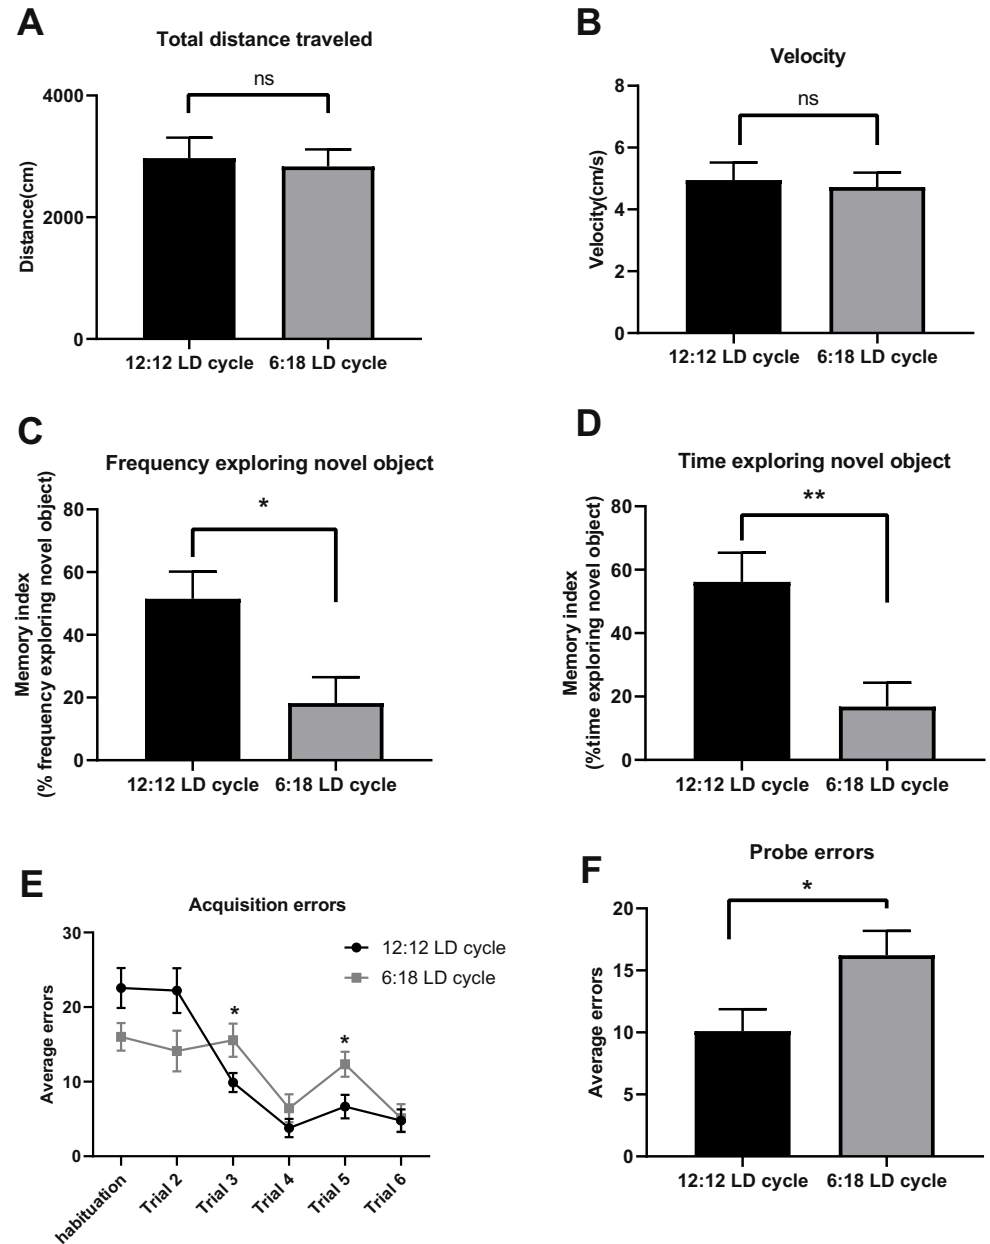 A
Total distance traveled
ns
Distance(cm)
4000
2000
0
12:12 LD cycle
6:18 LD cycle
B
Velocity
ns
Velocity(cm/s)
8
6
4
2
0
12:12 LD cycle
6:18 LD cycle
C
Frequency exploring novel object
*
Memory index
(% frequency exploring novel object)
80
60
40
20
0
12:12 LD cycle
6:18 LD cycle
D
Time exploring novel object
**
Memory index
(%time exploring novel object)
80
60
40
20
0
12:12 LD cycle
6:18 LD cycle
E
Acquisition errors
12:12 LD cycle
6:18 LD cycle
Average errors
30
20
10
0
*
*
habituation
Trial 2
Trial 3
Trial 4
Trial 5
Trial 6
F
Probe errors
*
Average errors
20
15
10
5
0
12:12 LD cycle
6:18 LD cycle